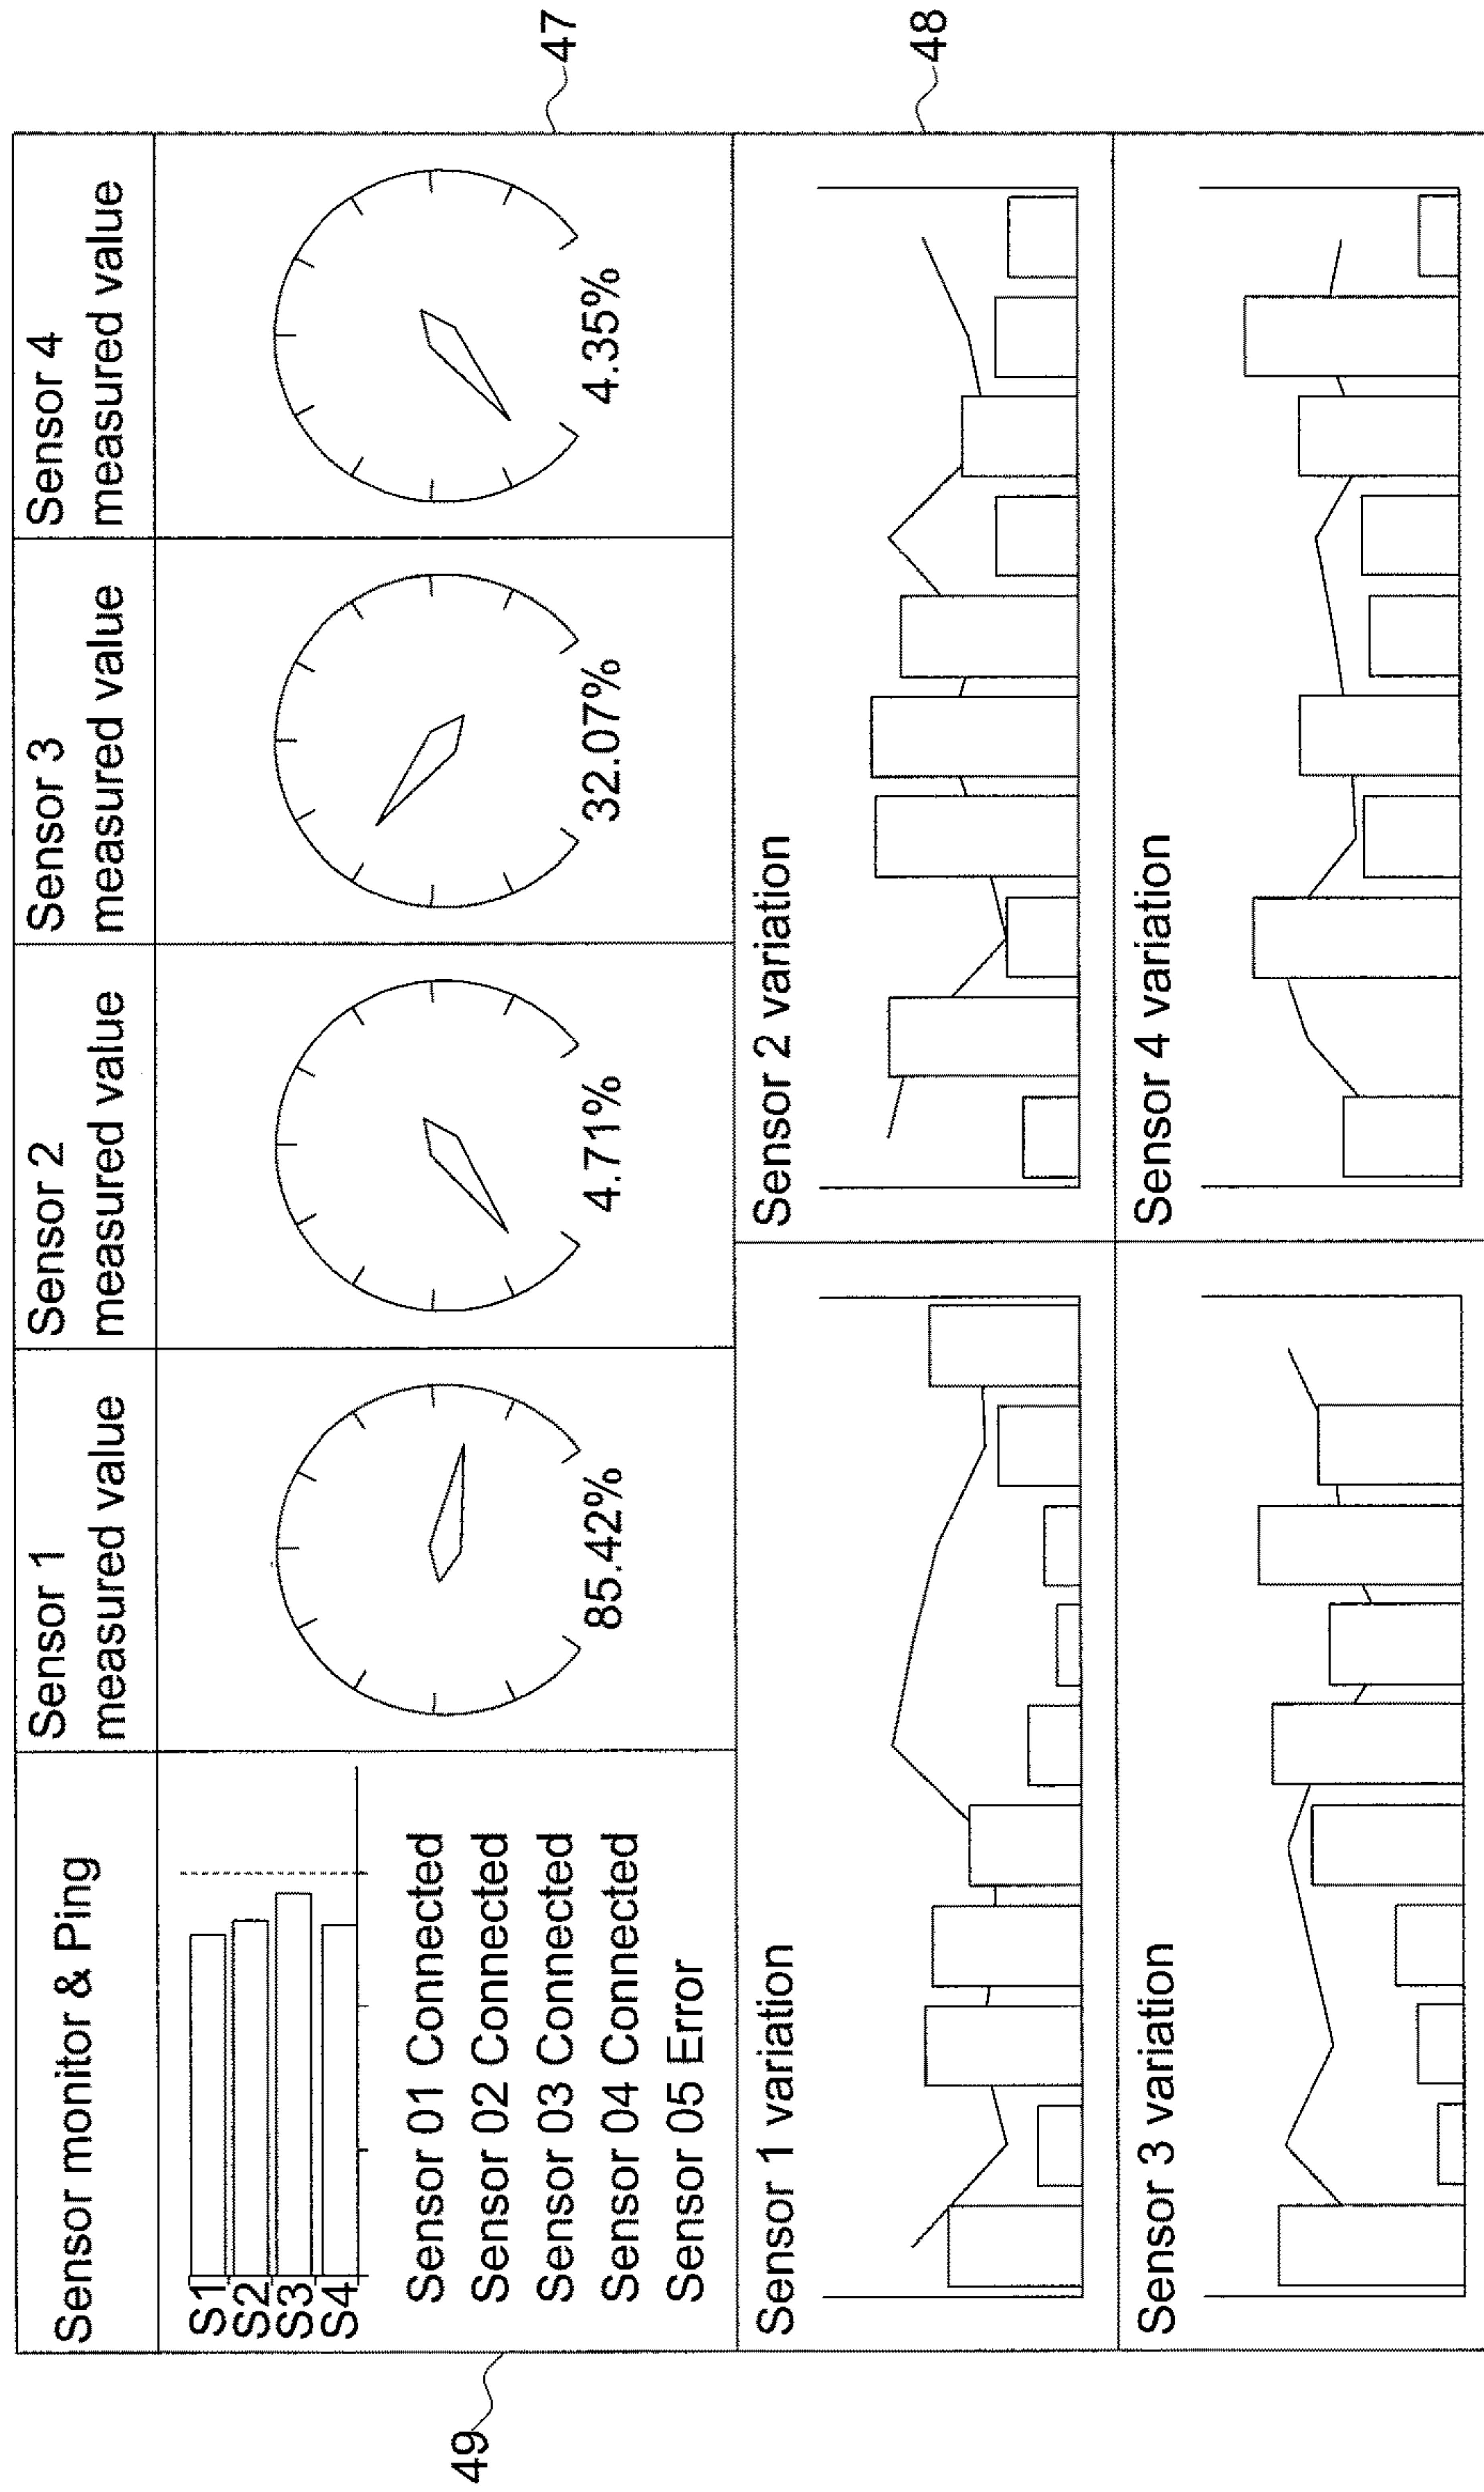 Sensor monitor & Ping
S1
S2
S3
S4
Sensor 01 Connected
Sensor 02 Connected
Sensor 03 Connected
Sensor 04 Connected
Sensor 05 Error
Sensor 1
measured value
85.42%
Sensor 2
measured value
4.71%
Sensor 3
measured value
32.07%
Sensor 4
measured value
4.35%
Sensor 1 variation
Sensor 2 variation
Sensor 3 variation
Sensor 4 variation
49
47
48